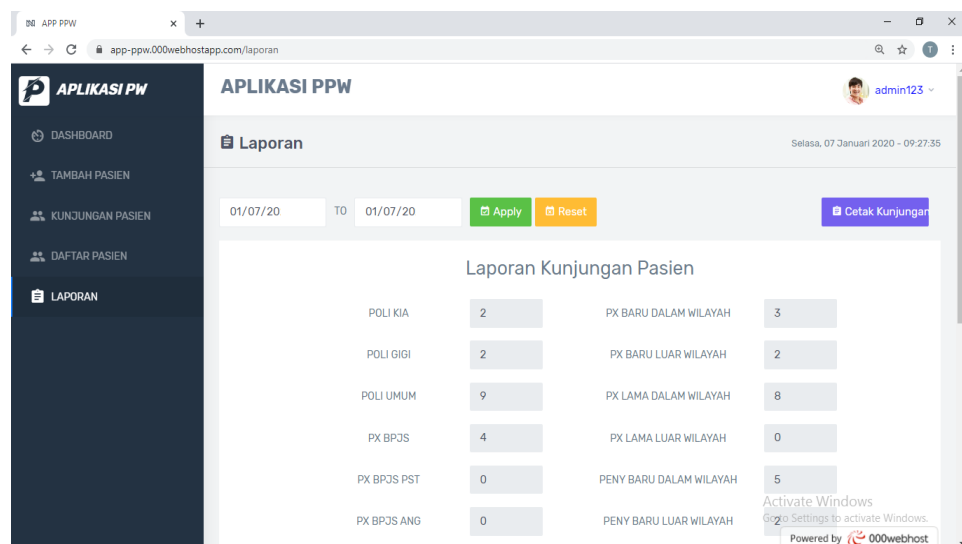 APP PPW
app-ppw.000webhostapp.com/laporan
T
APLIKASI PW
APLIKASI PPW
admin123
DASHBOARD
Laporan
Selasa, 07 Januari 2020 - 09:27:35
TAMBAH PASIEN
KUNJUNGAN PASIEN
01/07/20 TO 01/07/20 Apply Reset Cetak Kunjungan
DAFTAR PASIEN
LAPORAN
Laporan Kunjungan Pasien
POLI KIA 2 PX BARU DALAM WILAYAH 3
POLI GIGI 2 PX BARU LUAR WILAYAH 2
POLI UMUM 9 PX LAMA DALAM WILAYAH 8
PX BPJS 4 PX LAMA LUAR WILAYAH 0
PX BPJS PST 0 PENY BARU DALAM WILAYAH 5
PX BPJS ANG 0 PENY BARU LUAR WILAYAH 2
Activate Windows
Go to Settings to activate Windows.
Powered by 000webhost